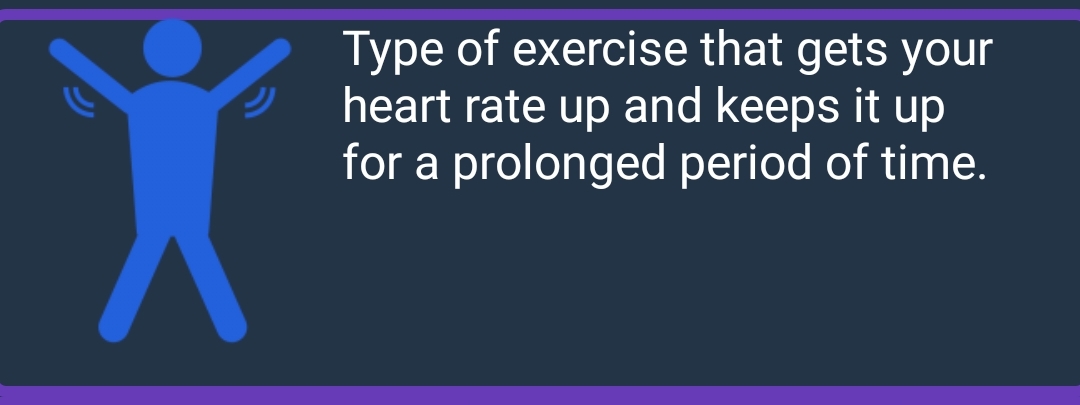 Type of exercise that gets your
heart rate up and keeps it up
for a prolonged period of time.